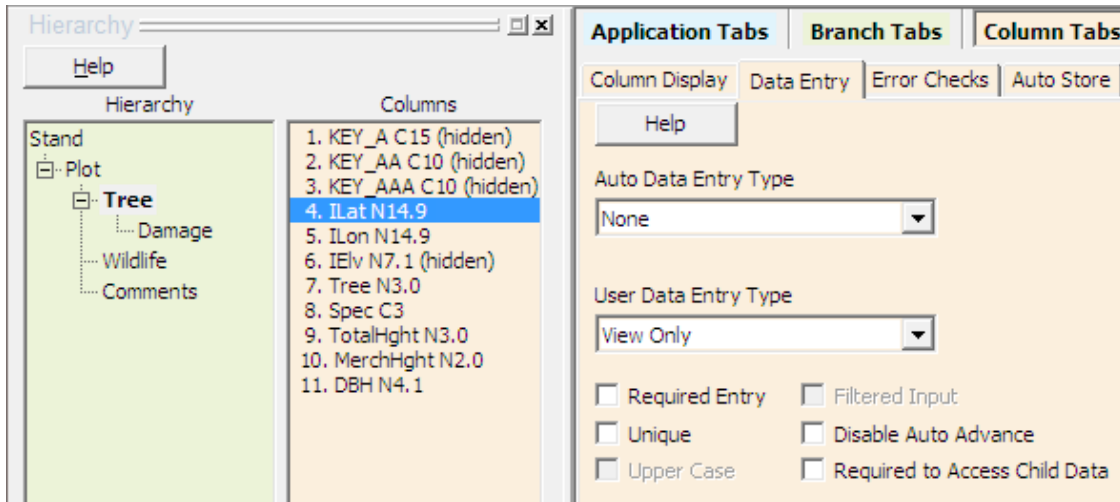 Hierarchy
Help
Hierarchy
Columns
Stand
Plot
Tree
Damage
Wildlife
Comments
1. KEY_A C15 (hidden)
2. KEY_AA C10 (hidden)
3. KEY_AAA C10 (hidden)
4. ILat N14.9
5. ILon N14.9
6. IElv N7.1 (hidden)
7. Tree N3.0
8. Spec C3
9. TotalHght N3.0
10. MerchHght N2.0
11. DBH N4.1
Application Tabs
Branch Tabs
Column Tabs
Column Display
Data Entry
Error Checks
Auto Store
Help
Auto Data Entry Type
None
User Data Entry Type
View Only
Required Entry
Filtered Input
Unique
Disable Auto Advance
Upper Case
Required to Access Child Data